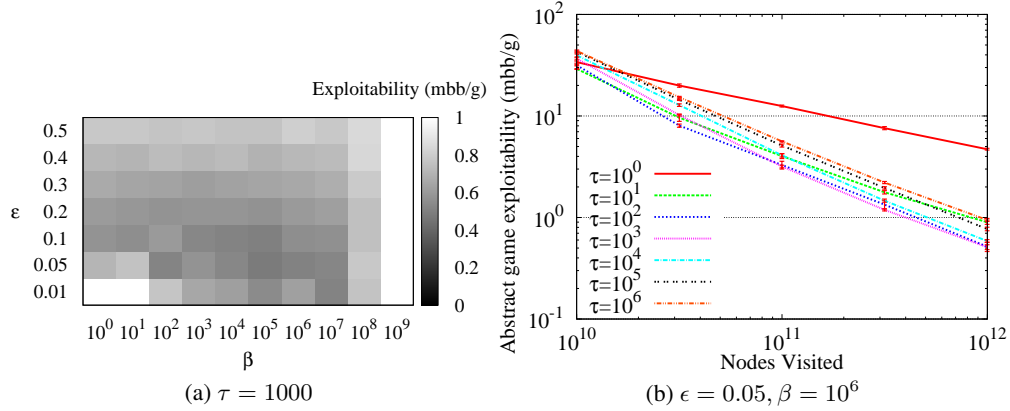 Exploitability (mbb/g)
ε
0.5
0.4
0.3
0.2
0.1
0.05
0.01
10^0 10^1 10^2 10^3 10^4 10^5 10^6 10^7 10^8 10^9
β
1
0.8
0.6
0.4
0.2
0
(a) τ = 1000
Abstract game exploitability (mbb/g)
10^2
10^1
10^0
10^-1
τ=10^0
τ=10^1
τ=10^2
τ=10^3
τ=10^4
τ=10^5
τ=10^6
10^10 10^11 10^12
Nodes Visited
(b) ϵ = 0.05, β = 10^6